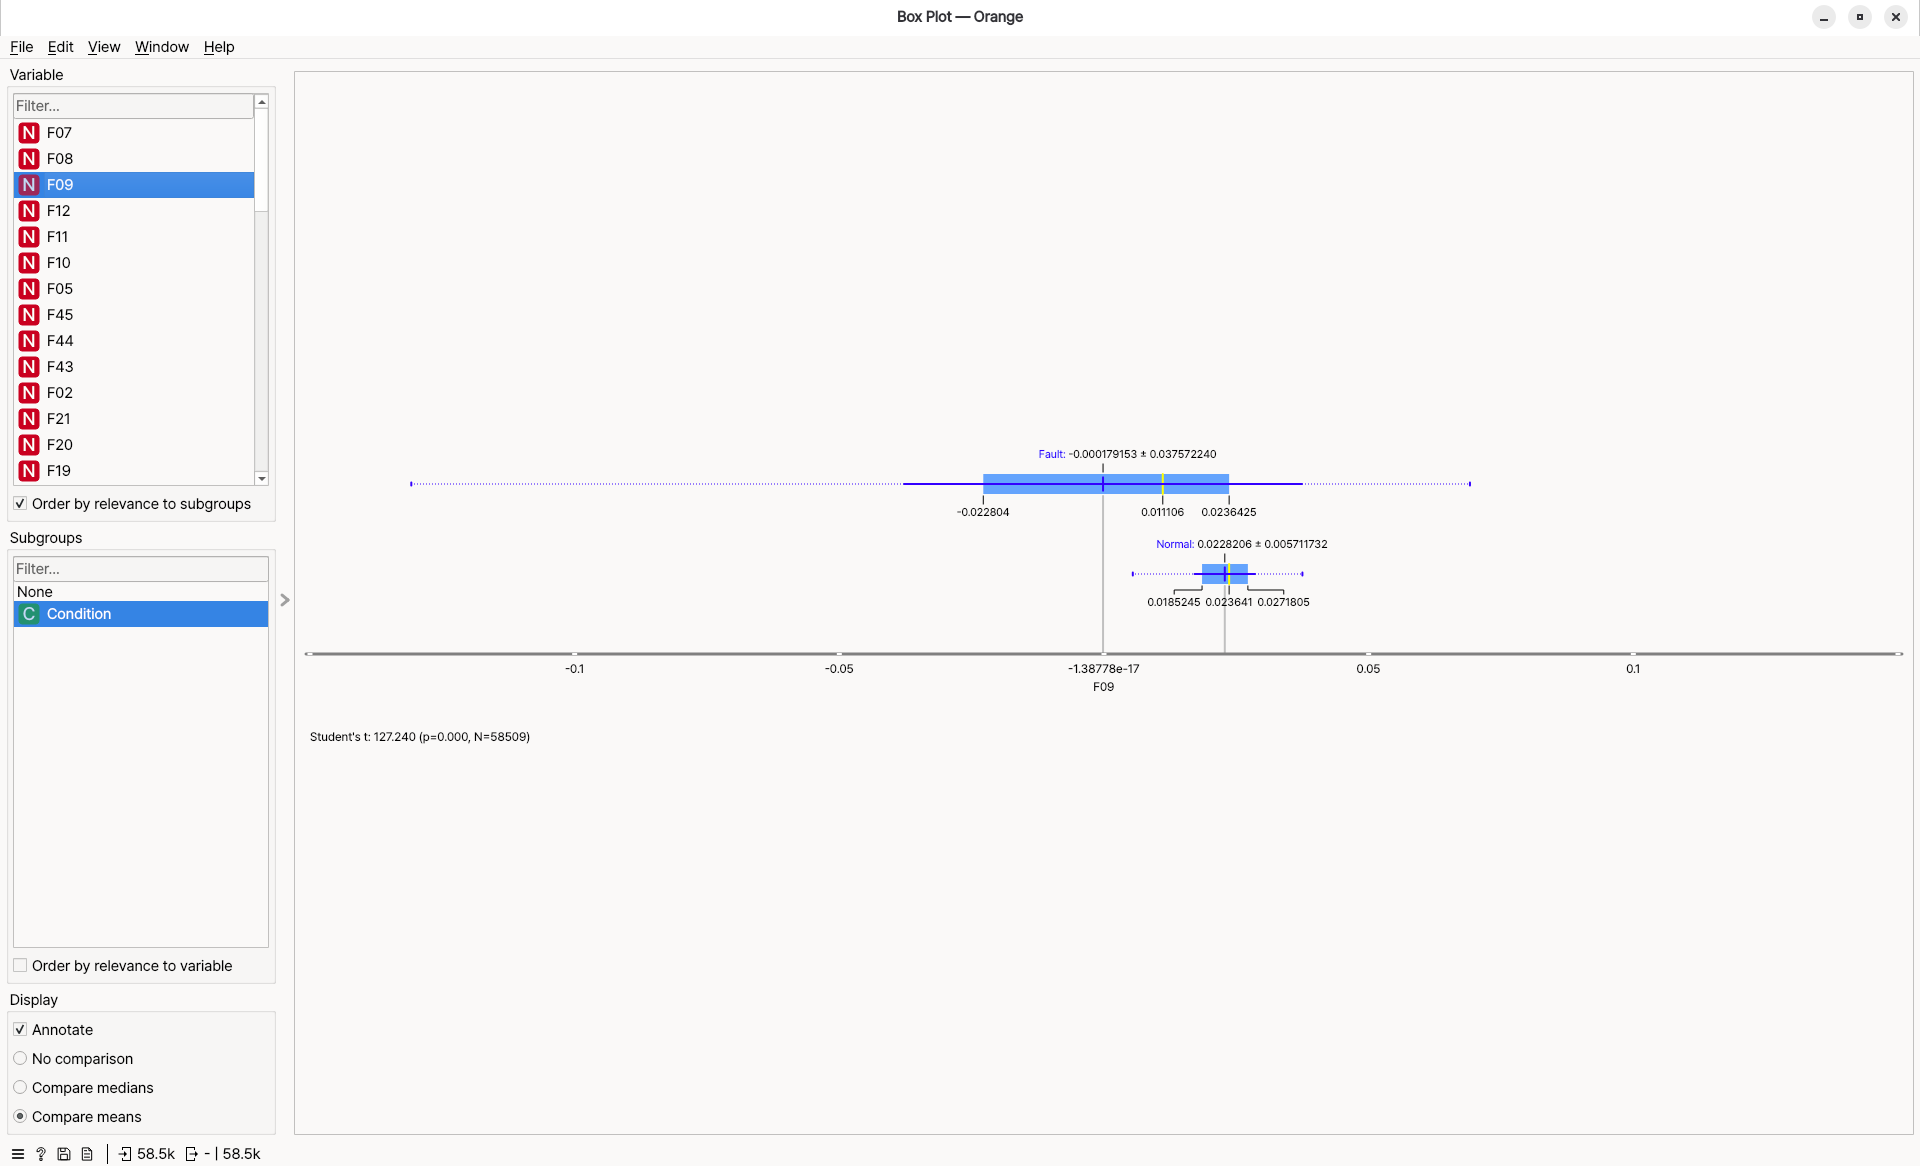 Box Plot — Orange
File Edit View Window Help
Variable
Filter...
N F07
N F08
N F09
N F12
N F11
N F10
N F05
N F45
N F44
N F43
N F02
N F21
N F20
N F19
Order by relevance to subgroups
Subgroups
Filter...
None
C Condition
Order by relevance to variable
Display
Annotate
No comparison
Compare medians
Compare means
58.5k - | 58.5k
Fault: -0.000179153 ± 0.037572240
-0.022804 0.011106 0.0236425
Normal: 0.0228206 ± 0.005711732
0.0185245 0.023641 0.0271805
-0.1 -0.05 -1.38778e-17 0.05 0.1
F09
Student's t: 127.240 (p=0.000, N=58509)